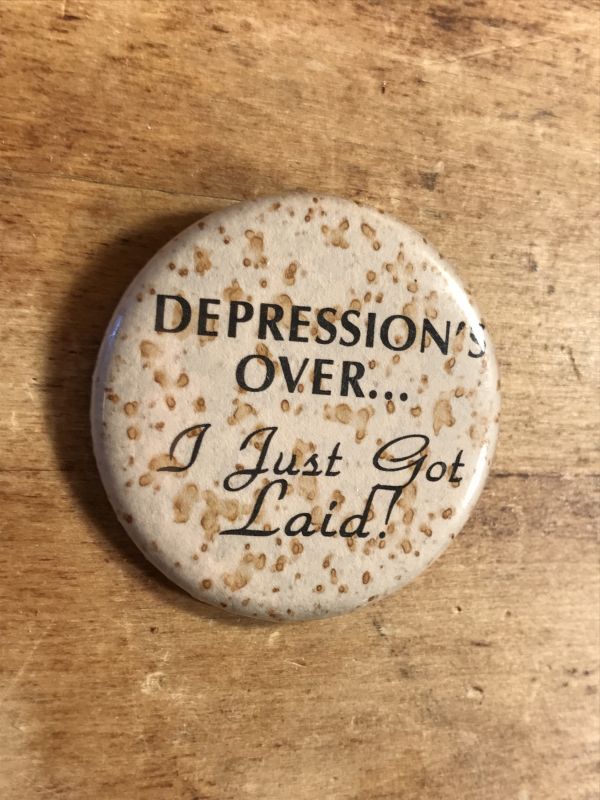 DEPRESSION'S
OVER...
I Just Got
Laid!